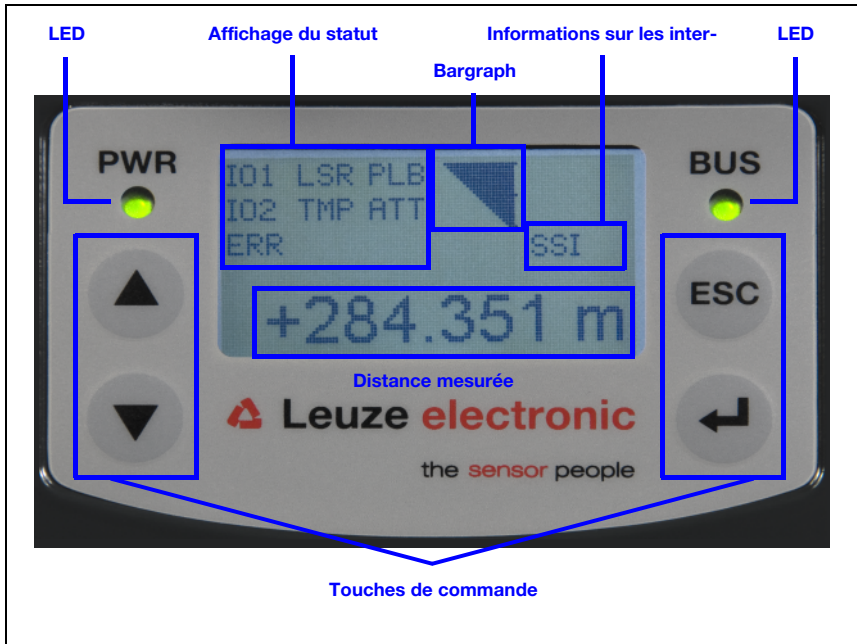 LED
Affichage du statut
Informations sur les inter-
LED
Bargraph
PWR
BUS
IO1 LSR PLB
IO2 TMP ATT
ERR
SSI
ESC
+284.351 m
Distance mesurée
Leuze electronic
the sensor people
Touches de commande